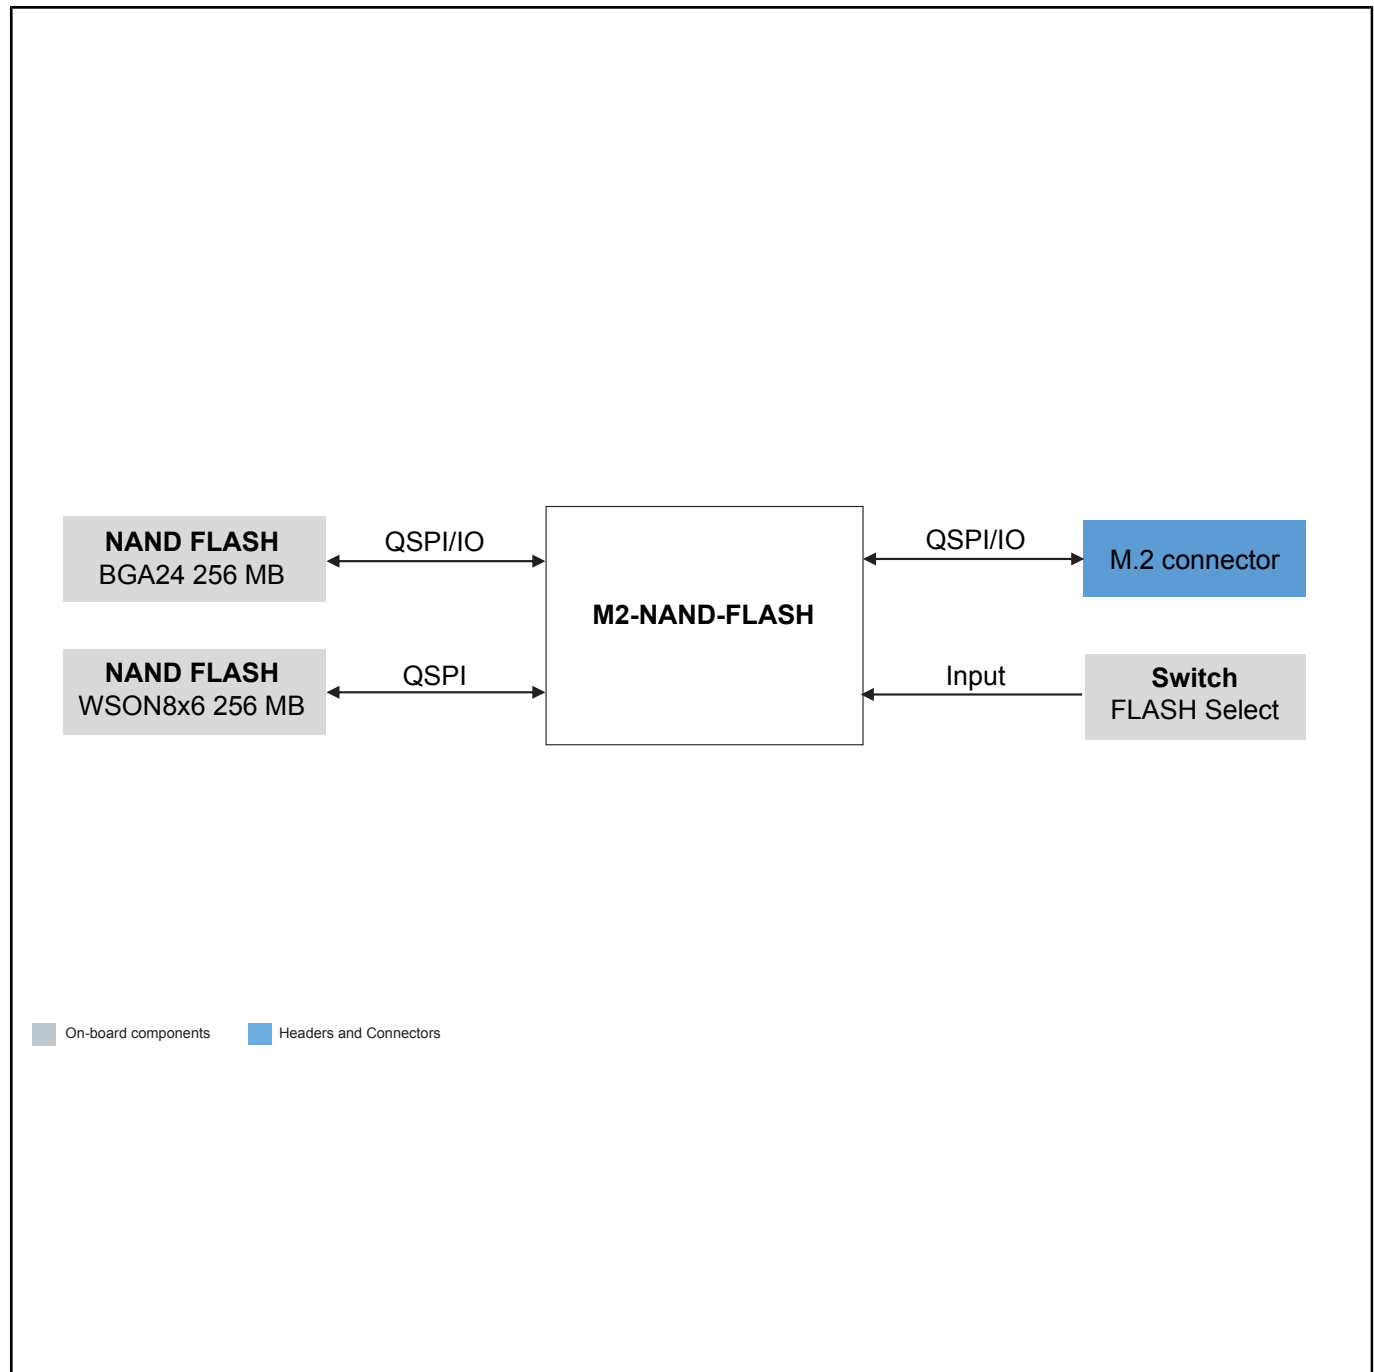 NAND FLASH
BGA24 256 MB
QSPI/IO
NAND FLASH
WSON8x6 256 MB
QSPI
M2-NAND-FLASH
QSPI/IO
M.2 connector
Input
Switch
FLASH Select
On-board components
Headers and Connectors